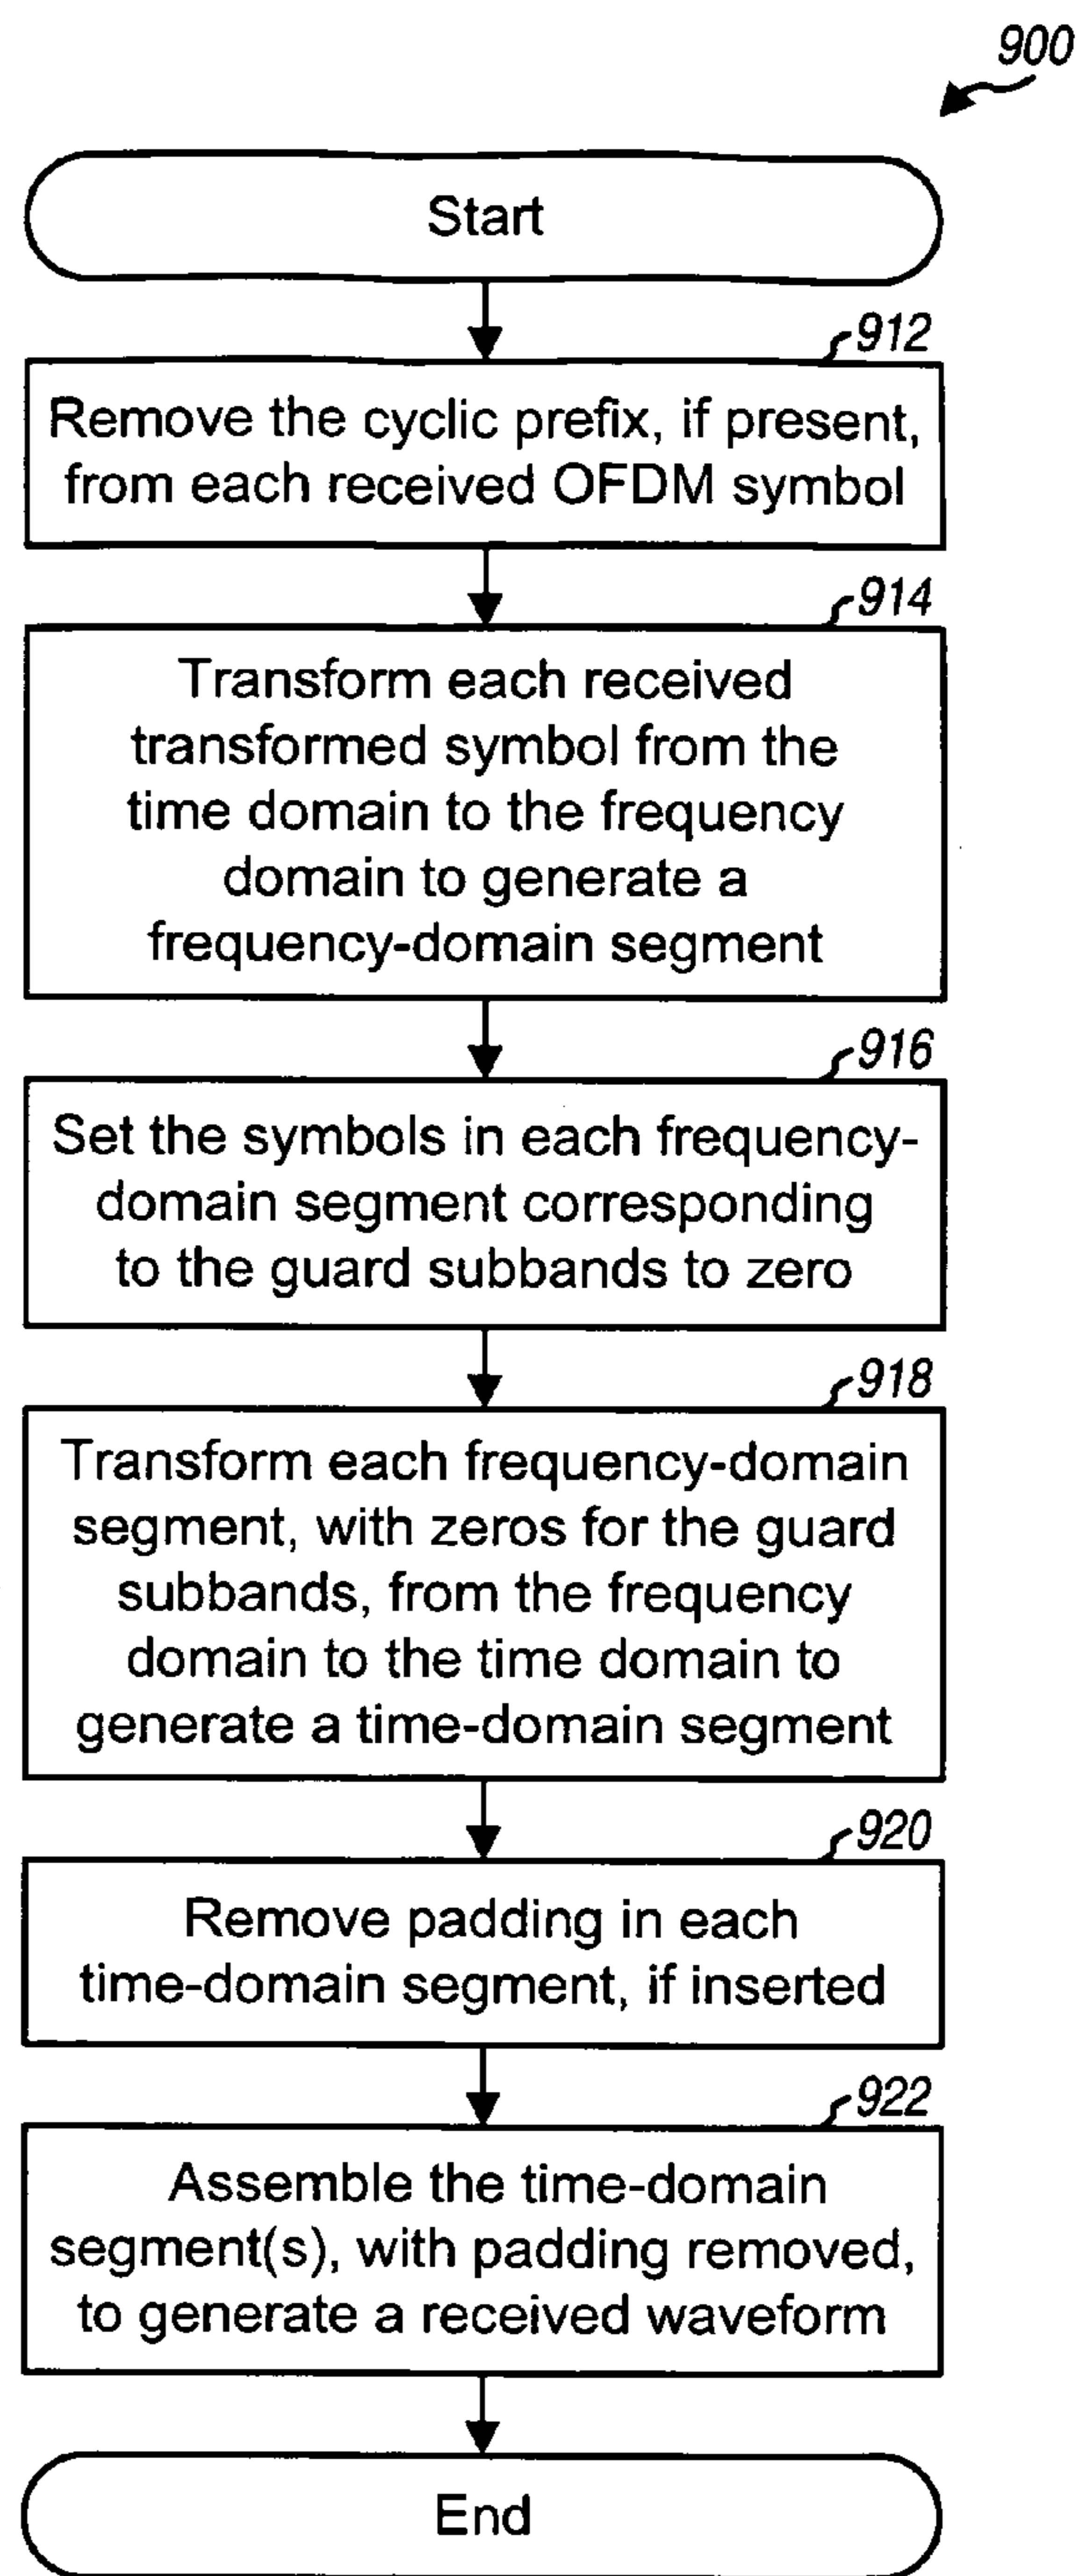 900
Start
912
Remove the cyclic prefix, if present,
from each received OFDM symbol
914
Transform each received
transformed symbol from the
time domain to the frequency
domain to generate a
frequency-domain segment
916
Set the symbols in each frequency-
domain segment corresponding
to the guard subbands to zero
918
Transform each frequency-domain
segment, with zeros for the guard
subbands, from the frequency
domain to the time domain to
generate a time-domain segment
920
Remove padding in each
time-domain segment, if inserted
922
Assemble the time-domain
segment(s), with padding removed,
to generate a received waveform
End